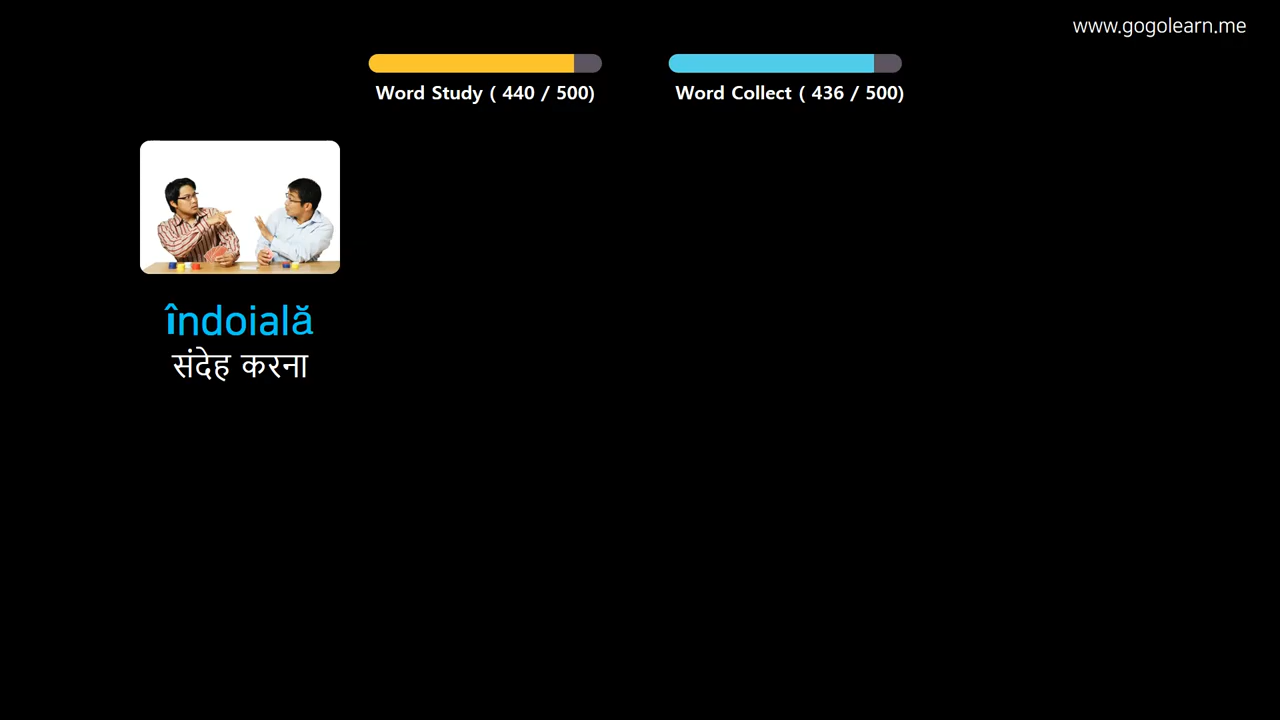 www.gogolearn.me
Word Study ( 440 / 500)
Word Collect ( 436 / 500)
îndoială
संदेह करना